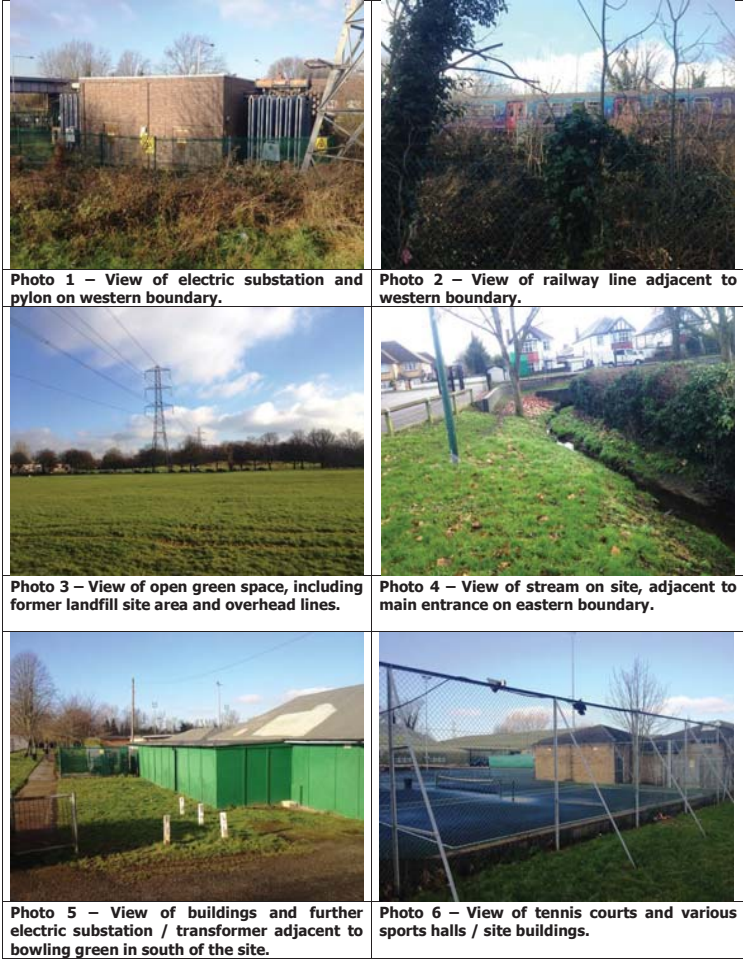 Photo 1 – View of electric substation and
pylon on western boundary.
Photo 2 – View of railway line adjacent to
western boundary.
Photo 3 – View of open green space, including
former landfill site area and overhead lines.
Photo 4 – View of stream on site, adjacent to
main entrance on eastern boundary.
Photo 5 – View of buildings and further
electric substation / transformer adjacent to
bowling green in south of the site.
Photo 6 – View of tennis courts and various
sports halls / site buildings.